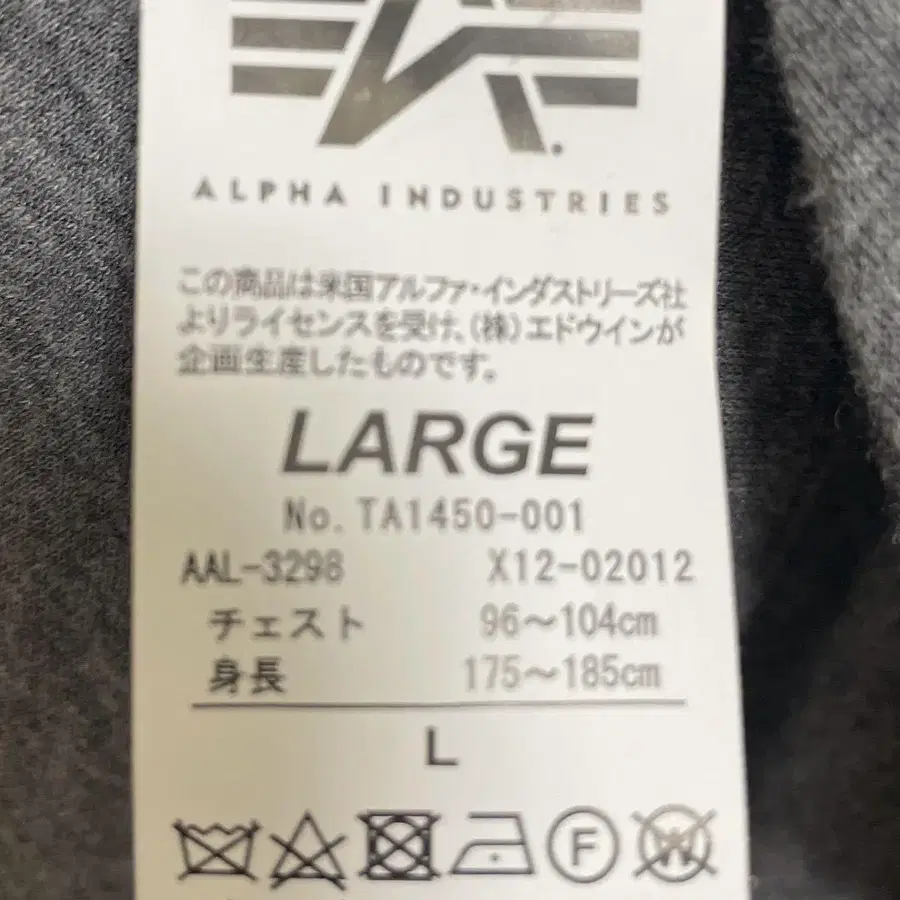 ALPHA INDUSTRIES
この商品は米国アルファ・インダストリーズ社
よりライセンスを受け、(株)エドウインが
企画生産したものです。
LARGE
No. TA1450-001
AAL-3298 X12-02012
チェスト 96～104cm
身長 175～185cm
L
F W